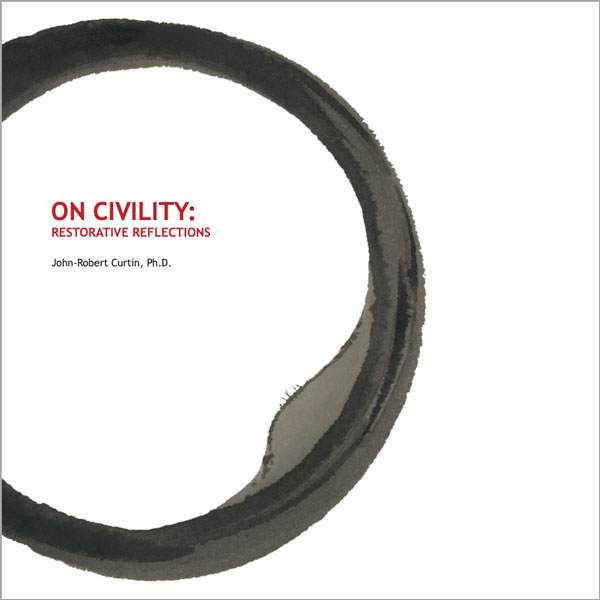 ON CIVILITY:
RESTORATIVE REFLECTIONS
John-Robert Curtin, Ph.D.